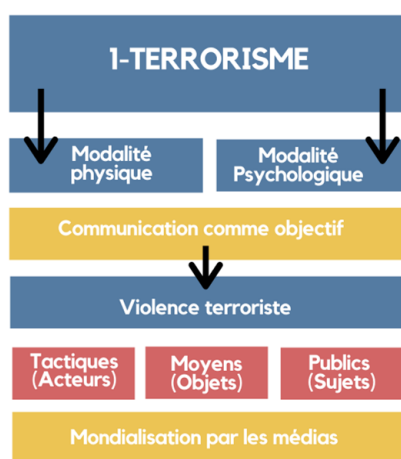 1-TERRORISME
Modalité
physique
Modalité
Psychologique
Communication comme objectif
Violence terroriste
Tactiques
(Acteurs)
Moyens
(Objets)
Publics
(Sujets)
Mondialisation par les médias